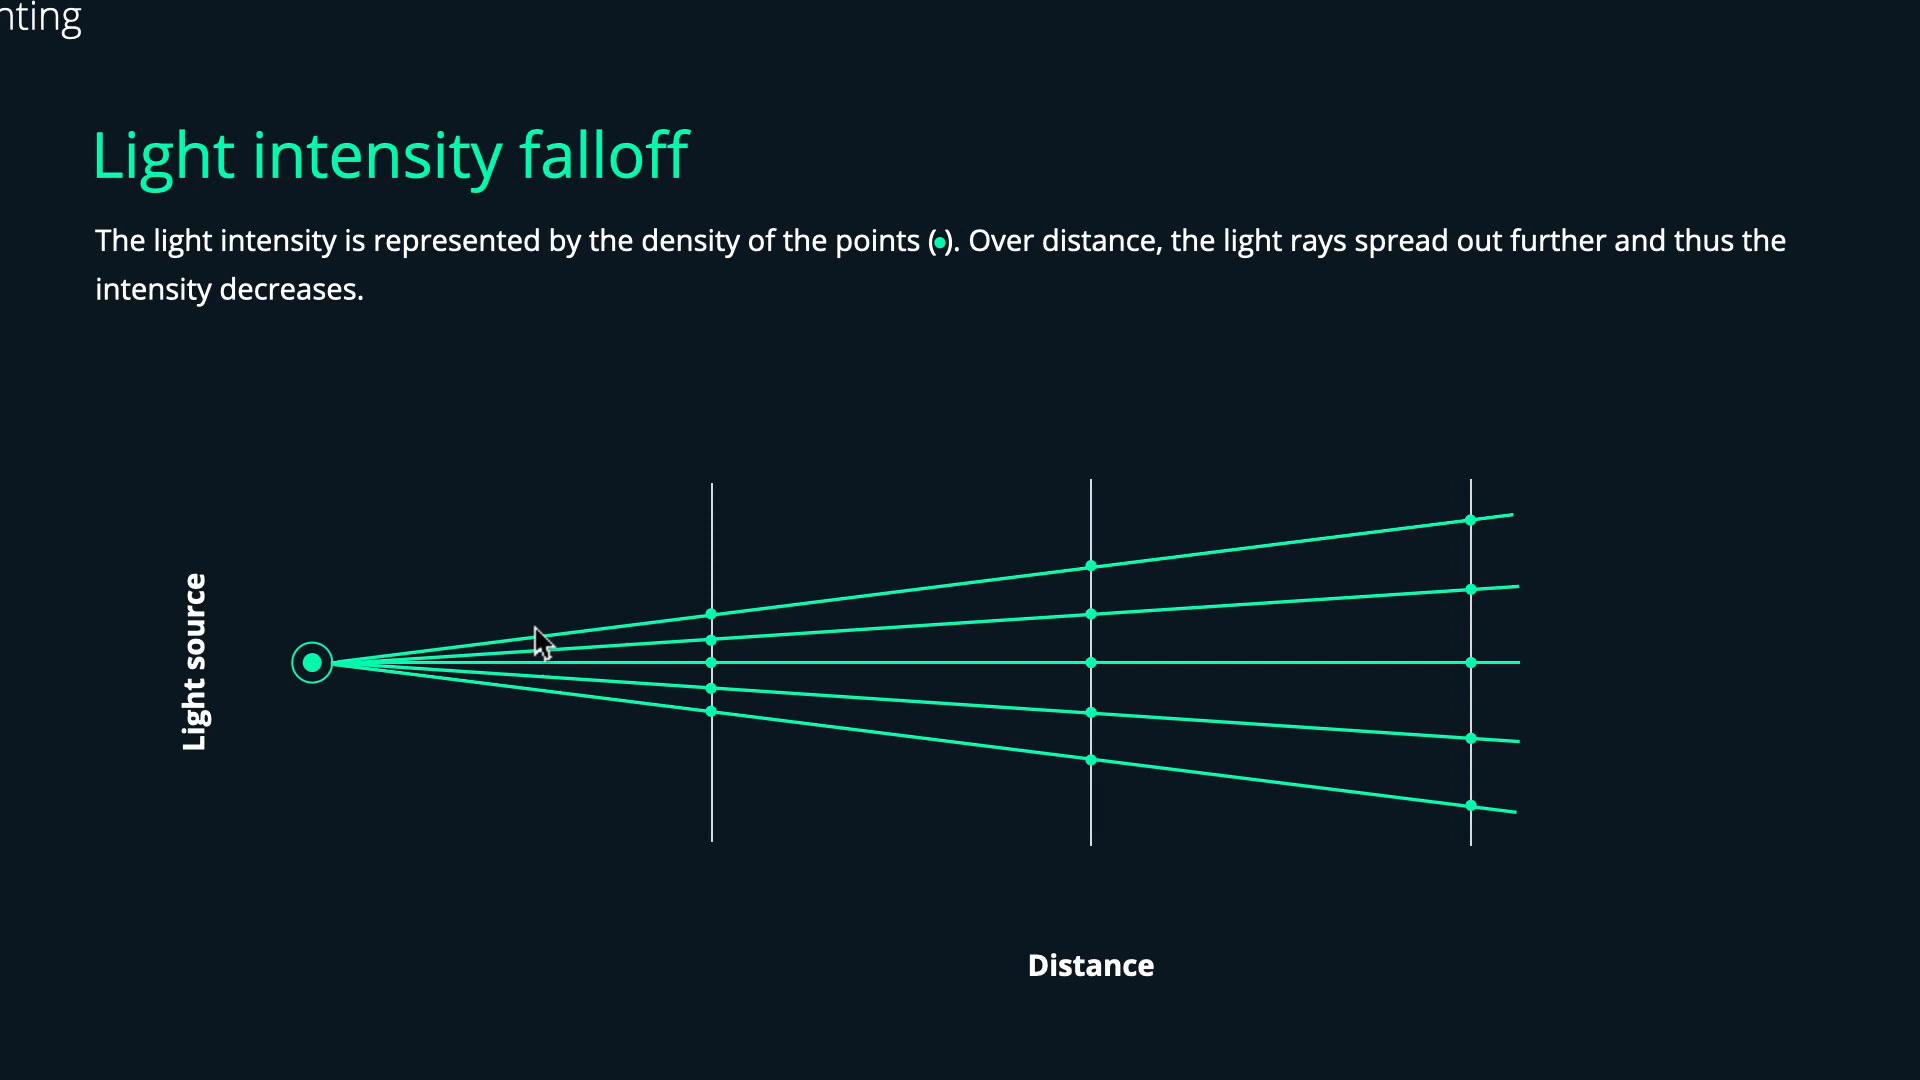 nting
Light intensity falloff
The light intensity is represented by the density of the points (•). Over distance, the light rays spread out further and thus the
intensity decreases.
Light source
Distance